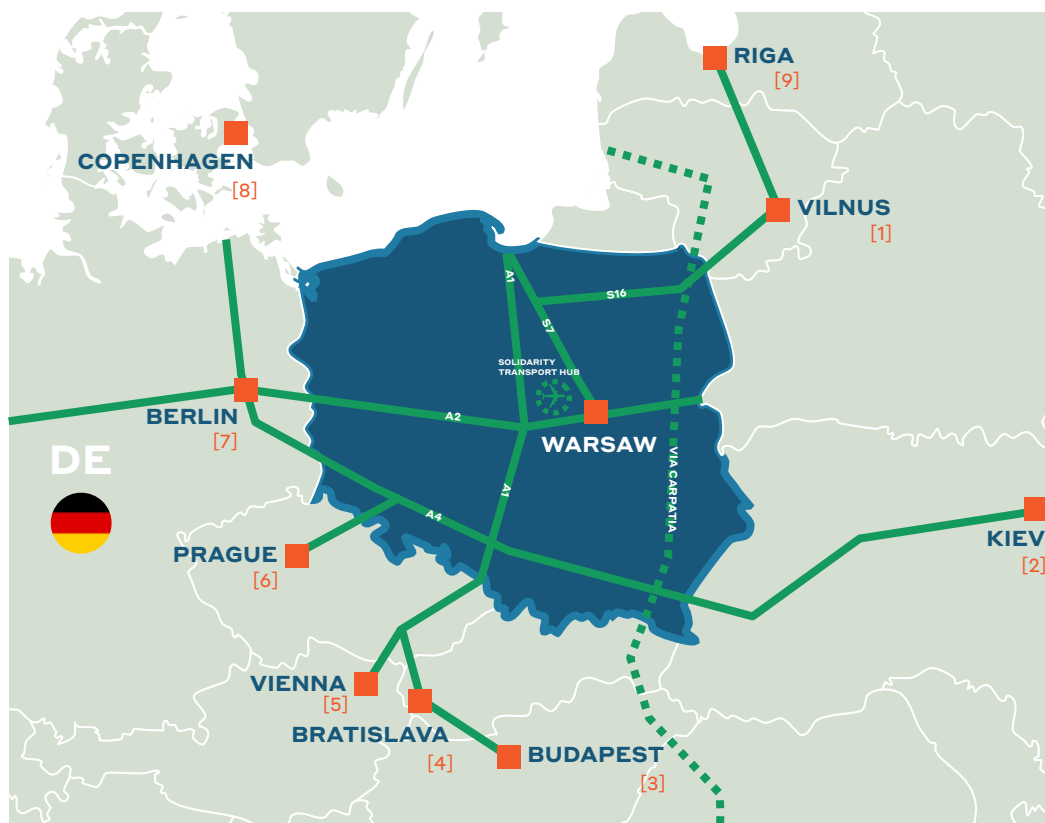 RIGA
[9]
COPENHAGEN
[8]
VILNUS
[1]
A1
S16
S7
SOLIDARITY
TRANSPORT HUB
BERLIN
[7]
A2
WARSAW
DE
VIA CARPATIA
A1
A4
KIEV
[2]
PRAGUE
[6]
VIENNA
[5]
BRATISLAVA
[4]
BUDAPEST
[3]